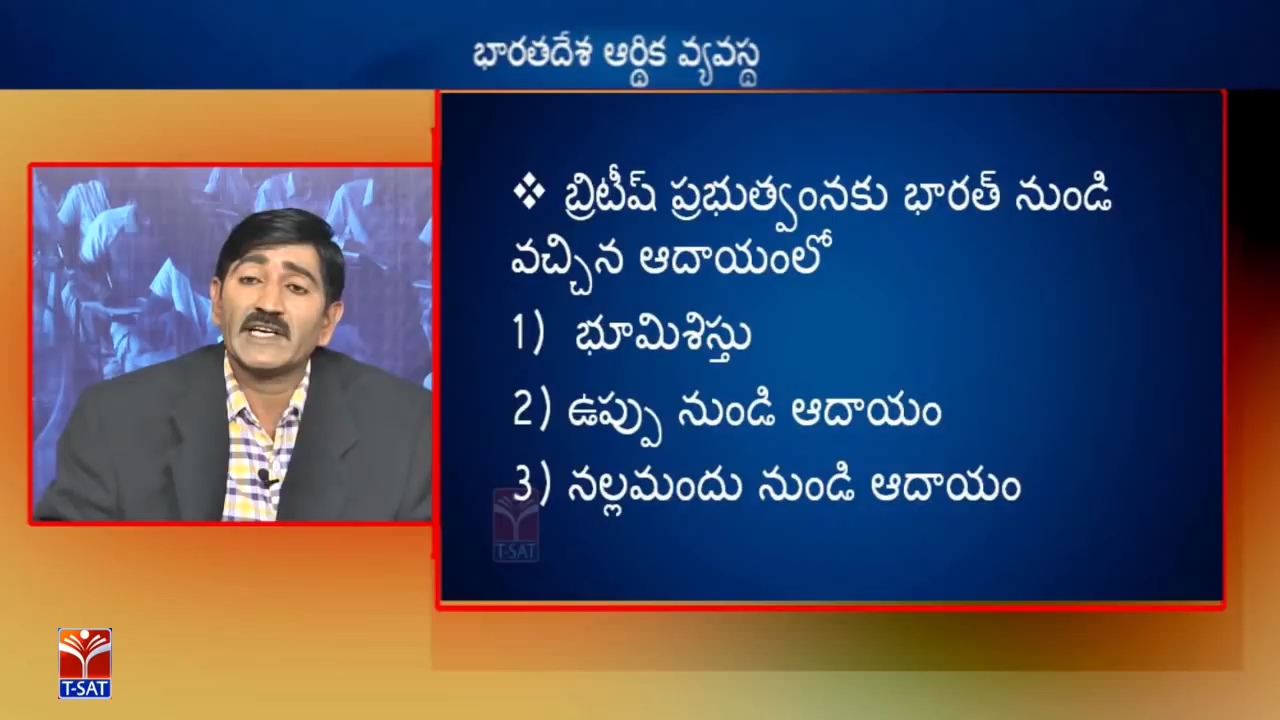 భారతదేశ ఆర్థిక వ్యవస్థ
❖ బ్రిటీష్ ప్రభుత్వంనకు భారత్ నుండి
వచ్చిన ఆదాయంలో
1) భూమిశిస్తు
2) ఉప్పు నుండి ఆదాయం
3) నల్లమందు నుండి ఆదాయం
T-SAT
T-SAT